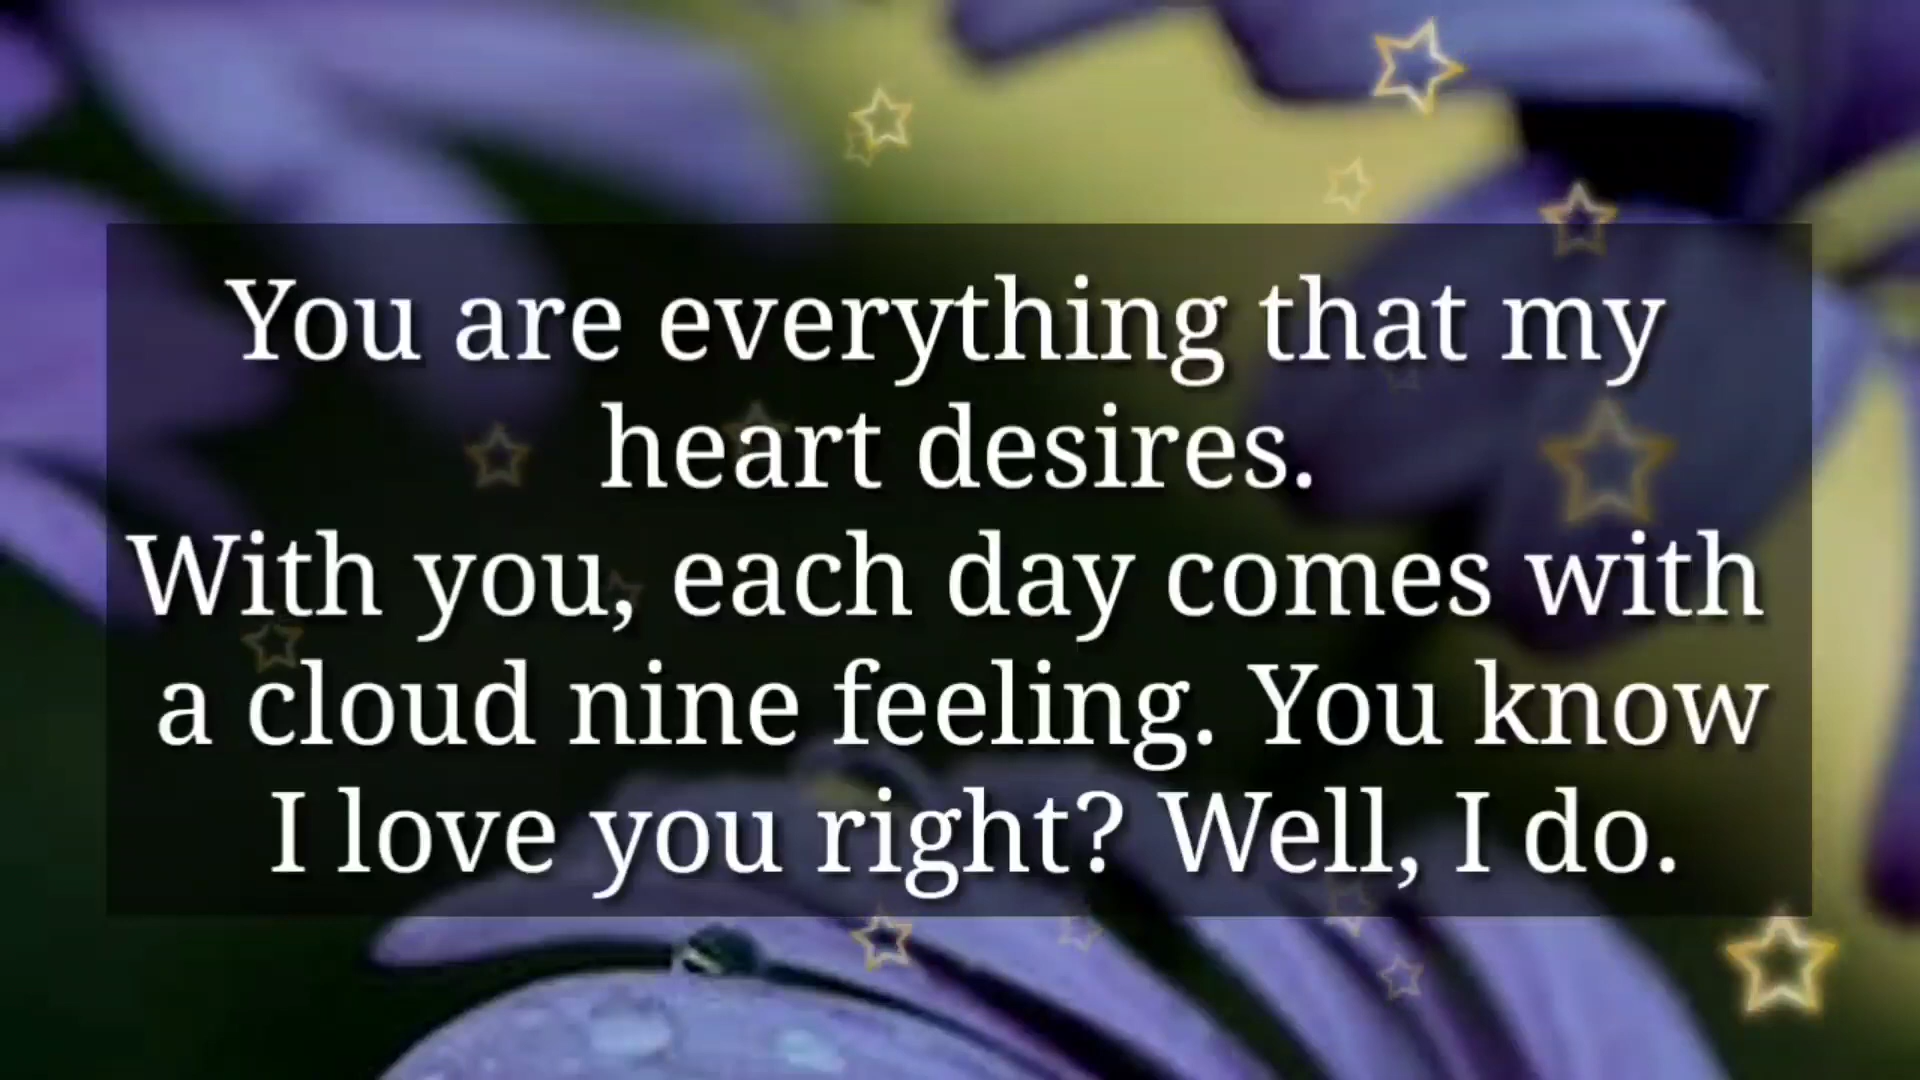 You are everything that my
heart desires.
With you, each day comes with
a cloud nine feeling. You know
I love you right? Well, I do.